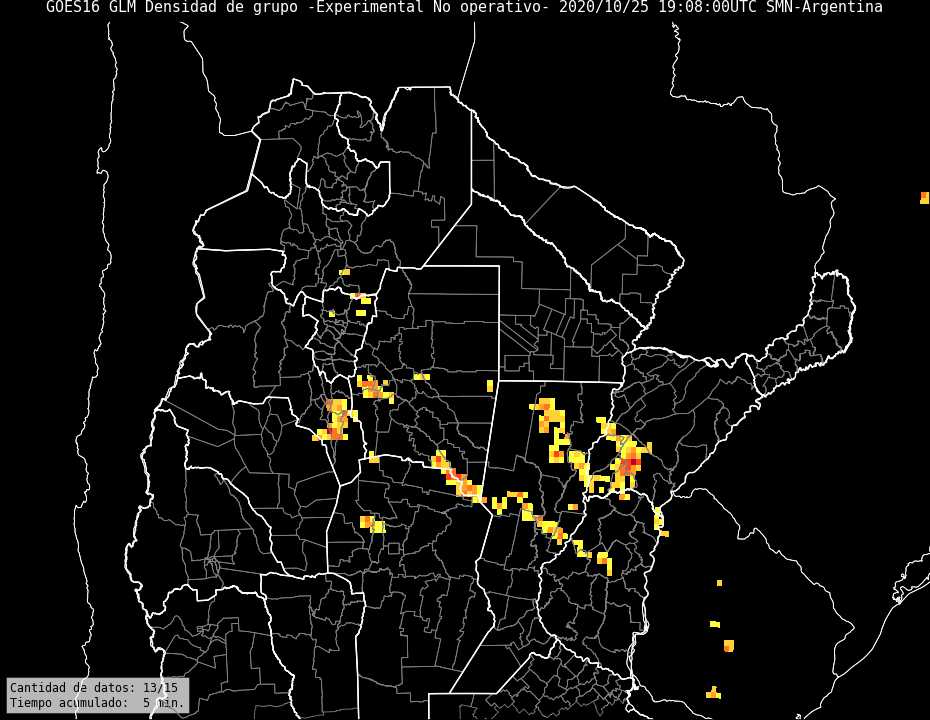 GOES16 GLM Densidad de grupo -Experimental No operativo- 2020/10/25 19:08:00UTC SMN-Argentina
Cantidad de datos: 13/15
Tiempo acumulado:  5 min.